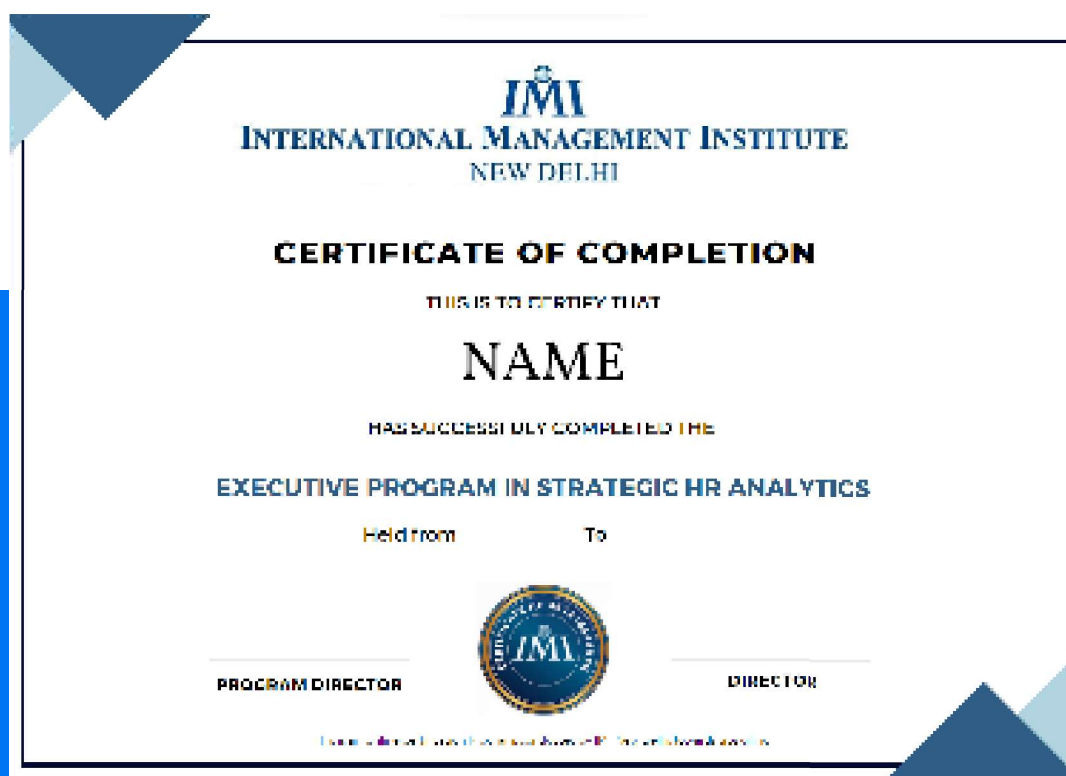 IMI
INTERNATIONAL MANAGEMENT INSTITUTE
NEW DELHI
CERTIFICATE OF COMPLETION
THIS IS TO CERTIFY THAT
NAME
HAS SUCCESSFULLY COMPLETED THE
EXECUTIVE PROGRAM IN STRATEGIC HR ANALYTICS
Held from To
IMI
PROGRAM DIRECTOR
DIRECTOR